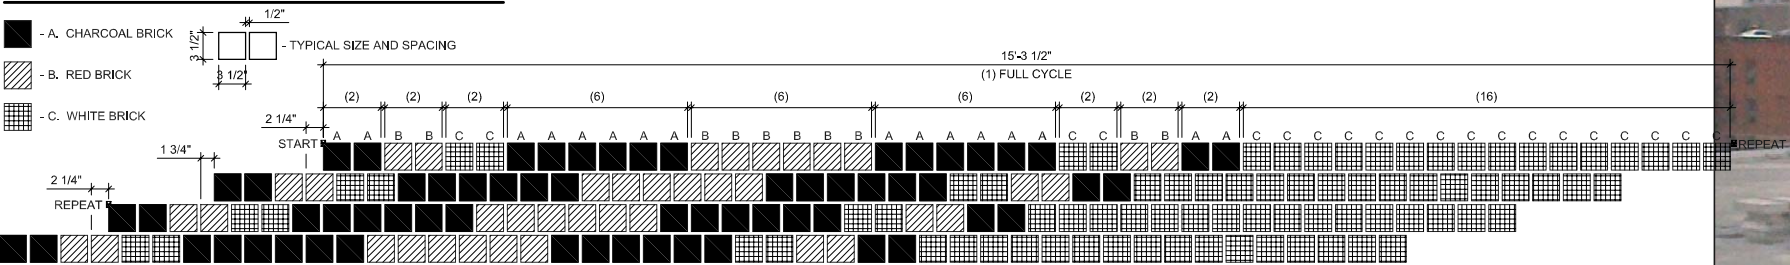 1/2"
- A. CHARCOAL BRICK
3 1/2"
- TYPICAL SIZE AND SPACING
3 1/2"
- B. RED BRICK
- C. WHITE BRICK
15'-3 1/2"
(1) FULL CYCLE
(2) (2) (2) (6) (6) (6) (2) (2) (2) (16)
2 1/4"
START
A A B B C C A A A A A A B B B B B B A A A A A A C C B B A A C C C C C C C C C C C C C C C C
REPEAT
1 3/4"
2 1/4"
REPEAT